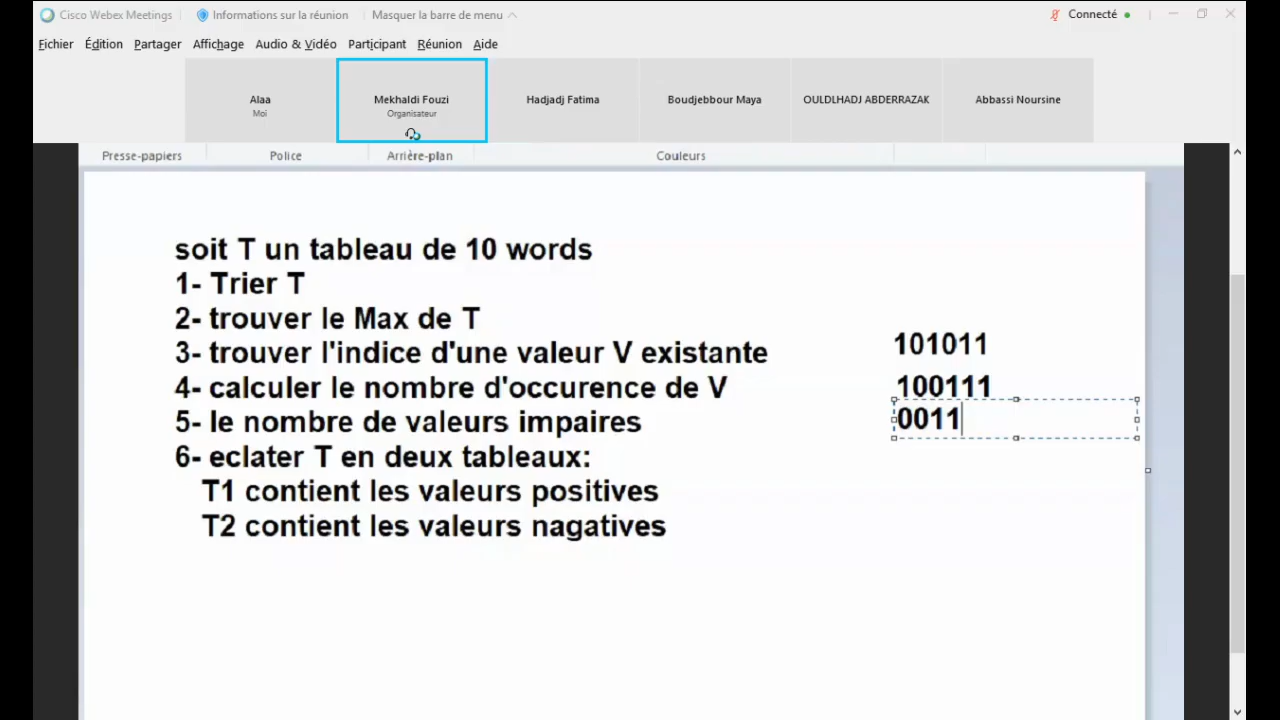 Cisco Webex Meetings
Informations sur la réunion
Masquer la barre de menu
Connecté
Fichier Édition Partager Affichage Audio & Vidéo Participant Réunion Aide
Alaa
Moi
Mekhaldi Fouzi
Organisateur
Hadjadj Fatima
Boudjebbour Maya
OULDLHADJ ABDERRAZAK
Abbassi Noursine
Presse-papiers Police Arrière-plan Couleurs
soit T un tableau de 10 words
1- Trier T
2- trouver le Max de T
3- trouver l'indice d'une valeur V existante
4- calculer le nombre d'occurence de V
5- le nombre de valeurs impaires
6- eclater T en deux tableaux:
T1 contient les valeurs positives
T2 contient les valeurs nagatives
101011
100111
0011